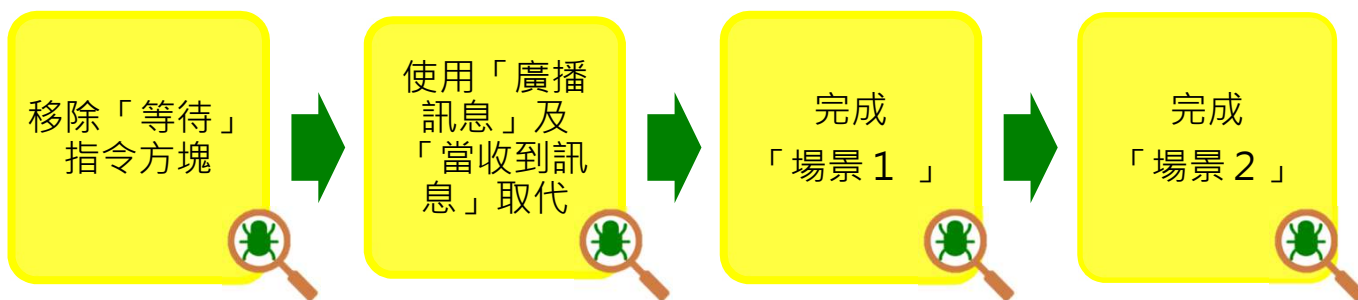 移除「等待」
指令方塊
使用「廣播
訊息」及
「當收到訊
息」取代
完成
「場景1 」
完成
「場景2 」